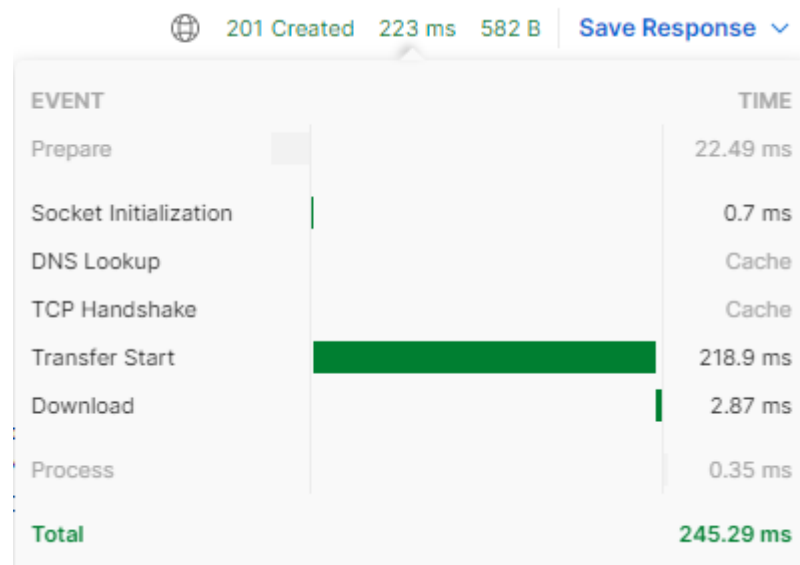 201 Created 223 ms 582 B Save Response
EVENT TIME
Prepare 22.49 ms
Socket Initialization 0.7 ms
DNS Lookup Cache
TCP Handshake Cache
Transfer Start 218.9 ms
Download 2.87 ms
Process 0.35 ms
Total 245.29 ms